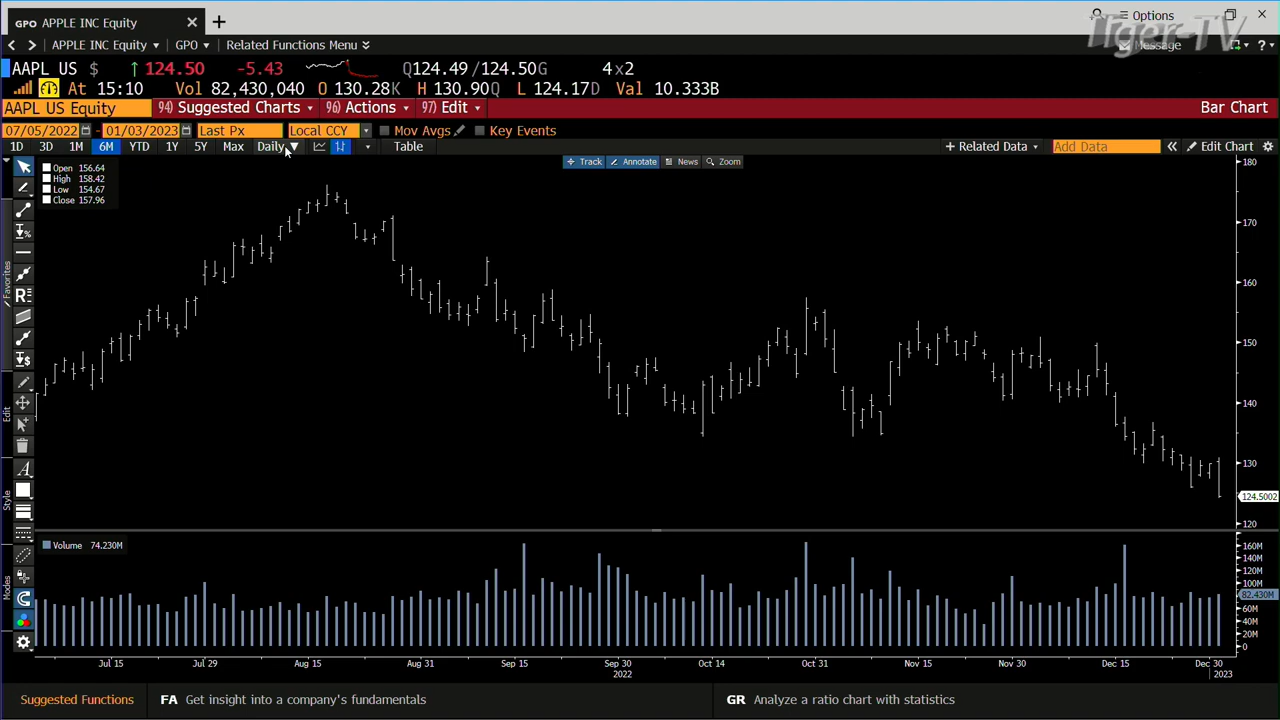 GPO APPLE INC Equity
Options
Tiger-TV
APPLE INC Equity GPO Related Functions Menu
Message ?
AAPL US $ ↑ 124.50 -5.43 Q124.49/124.50G 4x2
At 15:10 Vol 82,430,040 O 130.28K H 130.90Q L 124.17D Val 10.333B
AAPL US Equity 94) Suggested Charts 96) Actions 97) Edit Bar Chart
07/05/2022 - 01/03/2023 Last Px Local CCY Mov Avgs Key Events
1D 3D 1M 6M YTD 1Y 5Y Max Daily Table + Related Data Add Data Edit Chart
Track Annotate News Zoom
Open 156.64
High 158.42
Low 154.67
Close 157.96
Favorites
Edit
Style
Modes
180
170
160
150
140
130
124.5002
120
Volume 74.230M
160M
140M
120M
100M
82.430M
60M
40M
20M
0
Jul 15 Jul 29 Aug 15 Aug 31 Sep 15 Sep 30 Oct 14 Oct 31 Nov 15 Nov 30 Dec 15 Dec 30
2022 2023
Suggested Functions FA Get insight into a company's fundamentals GR Analyze a ratio chart with statistics